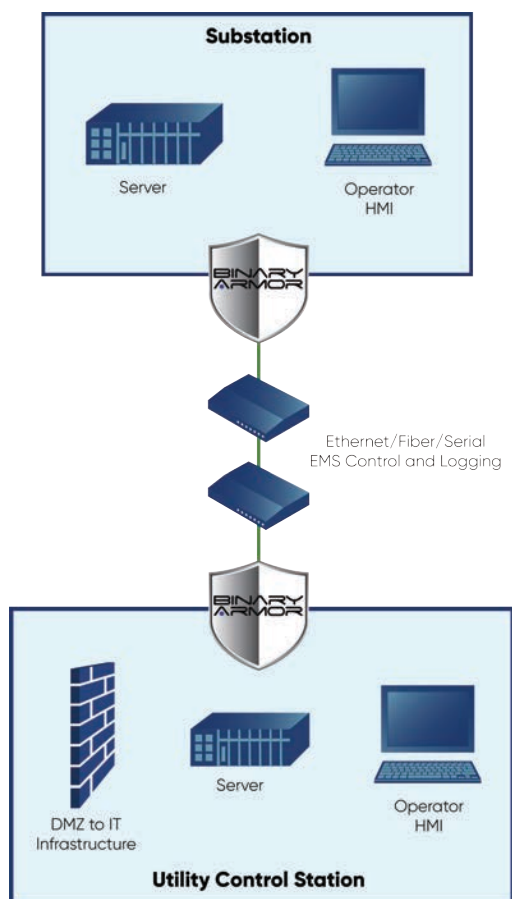 Substation
Server
Operator
HMI
BINARY
ARMOR
Ethernet/Fiber/Serial
EMS Control and Logging
BINARY
ARMOR
DMZ to IT
Infrastructure
Server
Operator
HMI
Utility Control Station